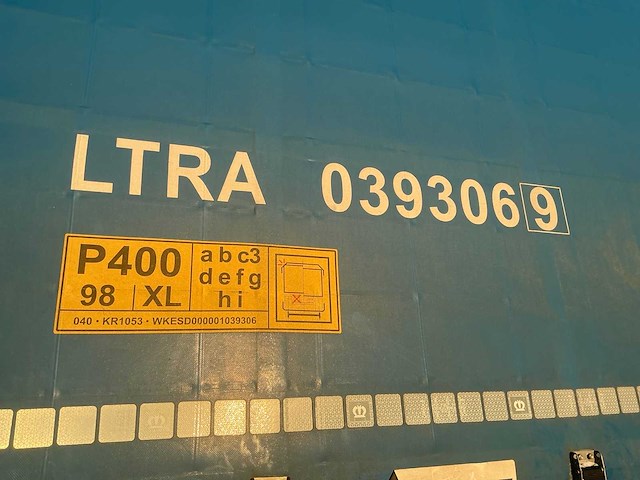 LTRA 0393069
P400
98 XL
abc3
defg
hi
040 · KR1053 · WKESD000001039306